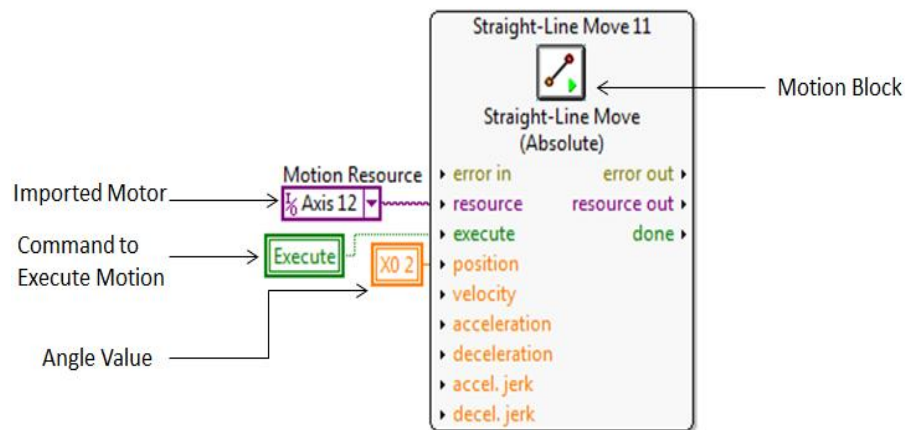 Straight-Line Move 11
Motion Block
Straight-Line Move
(Absolute)
Motion Resource
error in
error out
Imported Motor
I/O Axis 12
resource
resource out
Command to
Execute Motion
Execute
execute
done
X0 2
position
velocity
acceleration
Angle Value
deceleration
accel. jerk
decel. jerk